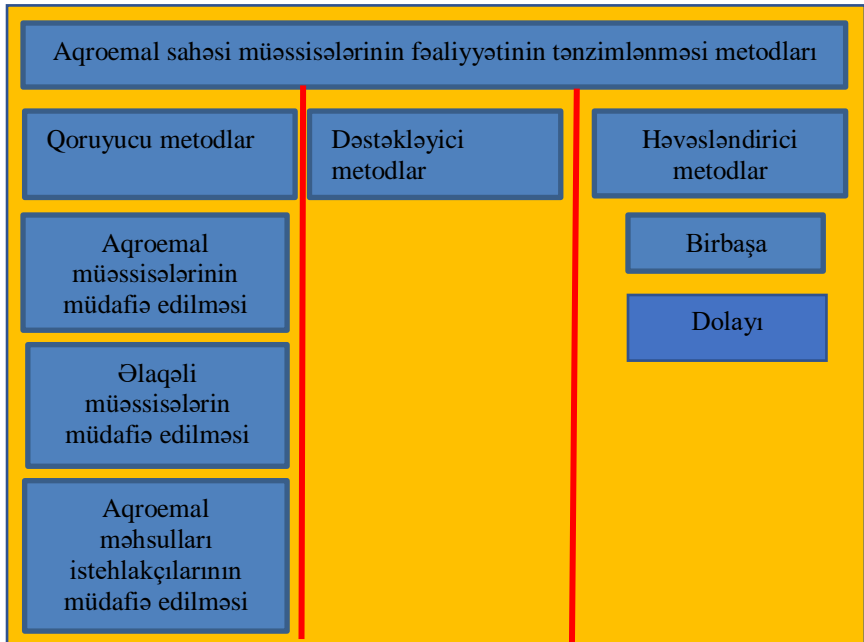 Aqroemal sahəsi müəssisələrinin fəaliyyətinin tənzimlənməsi metodları
Qoruyucu metodlar
Aqroemal
müəssisələrinin
müdafiə edilməsi
Əlaqəli
müəssisələrin
müdafiə edilməsi
Aqroemal
məhsulları
istehlakçılarının
müdafiə edilməsi
Dəstəkləyici
metodlar
Həvəsləndirici
metodlar
Birbaşa
Dolayı